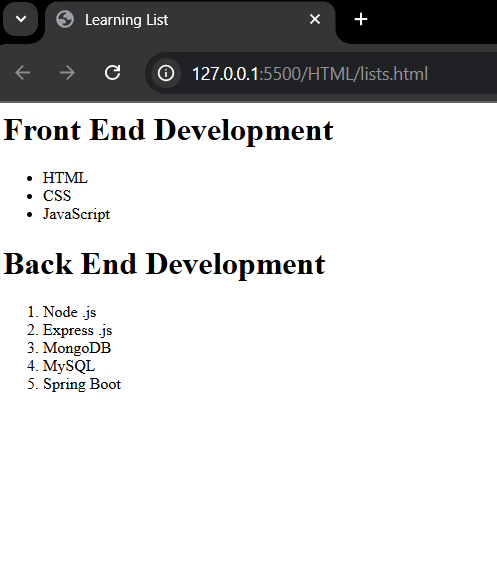 Learning List
127.0.0.1:5500/HTML/lists.html
Front End Development
• HTML
• CSS
• JavaScript
Back End Development
1. Node .js
2. Express .js
3. MongoDB
4. MySQL
5. Spring Boot